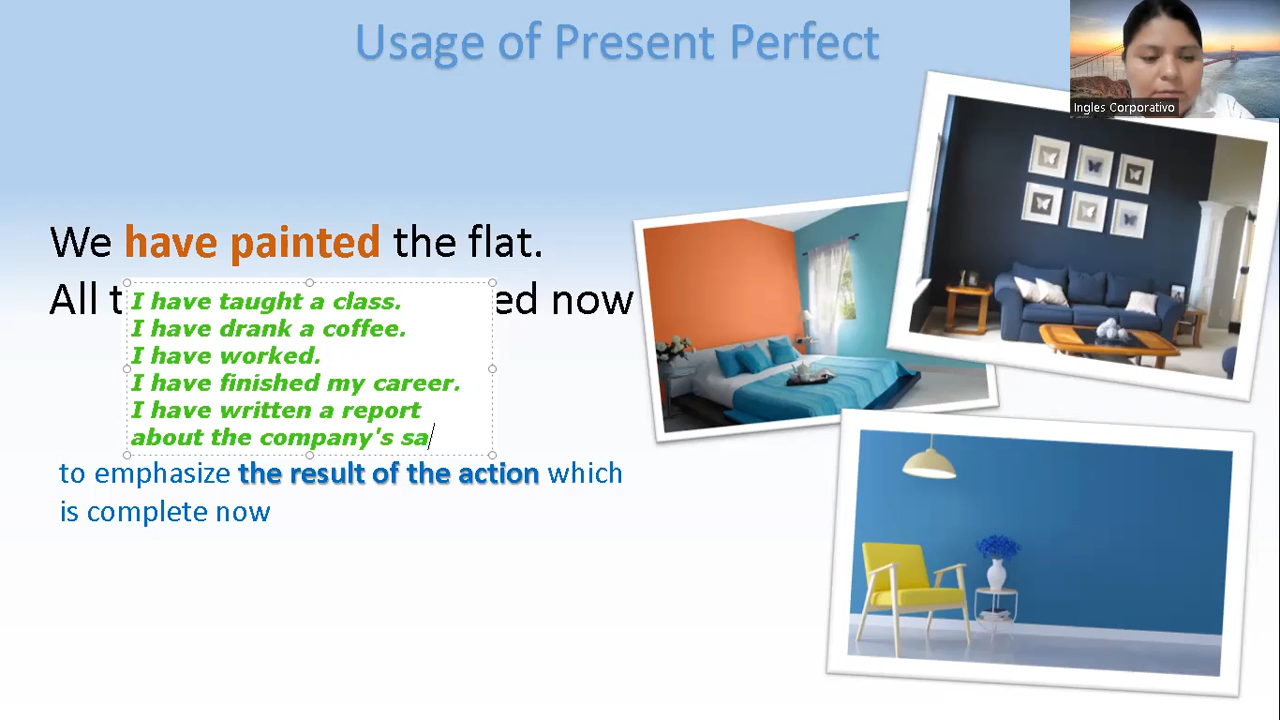 Usage of Present Perfect
Ingles Corporativo
We have painted the flat.
All t ed now
I have taught a class.
I have drank a coffee.
I have worked.
I have finished my career.
I have written a report
about the company's sa
to emphasize the result of the action which
is complete now